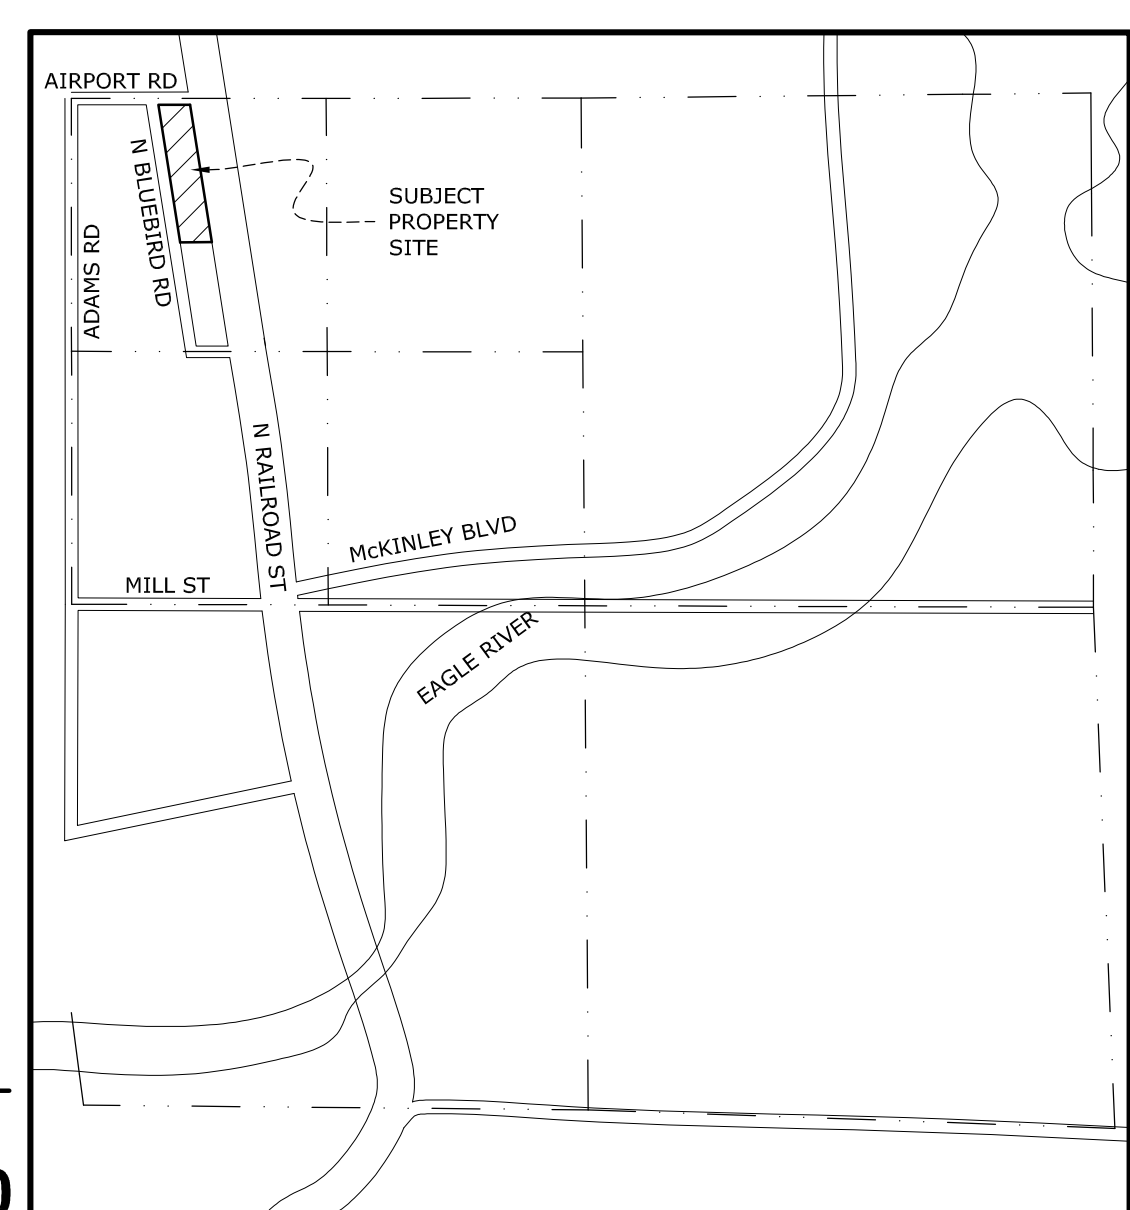 AIRPORT RD
N BLUEBIRD RD
SUBJECT
PROPERTY
SITE
ADAMS RD
N RAILROAD ST
McKINLEY BLVD
MILL ST
EAGLE RIVER